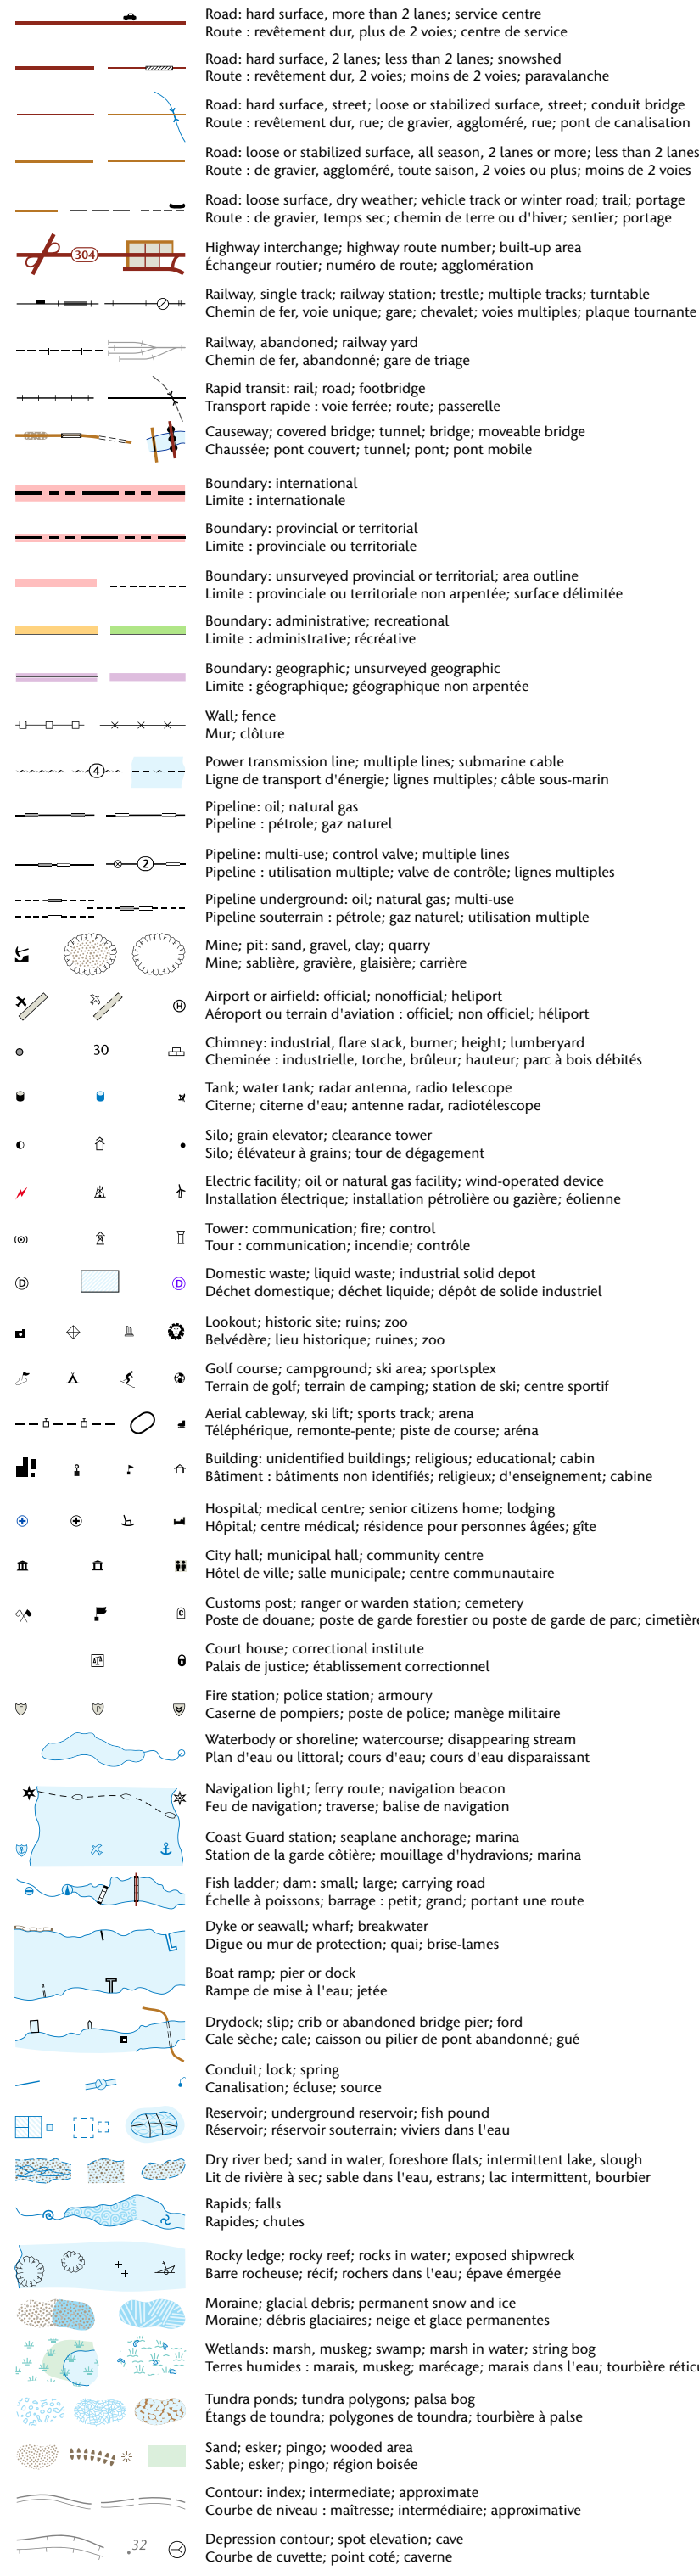 Road: hard surface, more than 2 lanes; service centre
Route : revêtement dur, plus de 2 voies; centre de service
Road: hard surface, 2 lanes; less than 2 lanes; snowshed
Route : revêtement dur, 2 voies; moins de 2 voies; paravalanche
Road: hard surface, street; loose or stabilized surface, street; conduit bridge
Route : revêtement dur, rue; de gravier, aggloméré, rue; pont de canalisation
Road: loose or stabilized surface, all season, 2 lanes or more; less than 2 lanes
Route : de gravier, aggloméré, toute saison, 2 voies ou plus; moins de 2 voies
Road: loose surface, dry weather; vehicle track or winter road; trail; portage
Route : de gravier, temps sec; chemin de terre ou d'hiver; sentier; portage
304
Highway interchange; highway route number; built-up area
Échangeur routier; numéro de route; agglomération
Railway, single track; railway station; trestle; multiple tracks; turntable
Chemin de fer, voie unique; gare; chevalet; voies multiples; plaque tournante
Railway, abandoned; railway yard
Chemin de fer, abandonné; gare de triage
Rapid transit: rail; road; footbridge
Transport rapide : voie ferrée; route; passerelle
Causeway; covered bridge; tunnel; bridge; moveable bridge
Chaussée; pont couvert; tunnel; pont; pont mobile
Boundary: international
Limite : internationale
Boundary: provincial or territorial
Limite : provinciale ou territoriale
Boundary: unsurveyed provincial or territorial; area outline
Limite : provinciale ou territoriale non arpentée; surface délimitée
Boundary: administrative; recreational
Limite : administrative; récréative
Boundary: geographic; unsurveyed geographic
Limite : géographique; géographique non arpentée
Wall; fence
Mur; clôture
4
Power transmission line; multiple lines; submarine cable
Ligne de transport d'énergie; lignes multiples; câble sous-marin
Pipeline: oil; natural gas
Pipeline : pétrole; gaz naturel
2
Pipeline: multi-use; control valve; multiple lines
Pipeline : utilisation multiple; valve de contrôle; lignes multiples
Pipeline underground: oil; natural gas; multi-use
Pipeline souterrain : pétrole; gaz naturel; utilisation multiple
Mine; pit: sand, gravel, clay; quarry
Mine; sablière, gravière, glaisière; carrière
H
Airport or airfield: official; nonofficial; heliport
Aéroport ou terrain d'aviation : officiel; non officiel; héliport
30
Chimney: industrial, flare stack, burner; height; lumberyard
Cheminée : industrielle, torche, brûleur; hauteur; parc à bois débités
Tank; water tank; radar antenna, radio telescope
Citerne; citerne d'eau; antenne radar, radiotélescope
Silo; grain elevator; clearance tower
Silo; élévateur à grains; tour de dégagement
Electric facility; oil or natural gas facility; wind-operated device
Installation électrique; installation pétrolière ou gazière; éolienne
Tower: communication; fire; control
Tour : communication; incendie; contrôle
D D
Domestic waste; liquid waste; industrial solid depot
Déchet domestique; déchet liquide; dépôt de solide industriel
Lookout; historic site; ruins; zoo
Belvédère; lieu historique; ruines; zoo
Golf course; campground; ski area; sportsplex
Terrain de golf; terrain de camping; station de ski; centre sportif
Aerial cableway, ski lift; sports track; arena
Téléphérique, remonte-pente; piste de course; aréna
Building: unidentified buildings; religious; educational; cabin
Bâtiment : bâtiments non identifiés; religieux; d'enseignement; cabine
Hospital; medical centre; senior citizens home; lodging
Hôpital; centre médical; résidence pour personnes âgées; gîte
City hall; municipal hall; community centre
Hôtel de ville; salle municipale; centre communautaire
C
Customs post; ranger or warden station; cemetery
Poste de douane; poste de garde forestier ou poste de garde de parc; cimetière
Court house; correctional institute
Palais de justice; établissement correctionnel
F P
Fire station; police station; armoury
Caserne de pompiers; poste de police; manège militaire
Waterbody or shoreline; watercourse; disappearing stream
Plan d'eau ou littoral; cours d'eau; cours d'eau disparaissant
Navigation light; ferry route; navigation beacon
Feu de navigation; traverse; balise de navigation
Coast Guard station; seaplane anchorage; marina
Station de la garde côtière; mouillage d'hydravions; marina
Fish ladder; dam: small; large; carrying road
Échelle à poissons; barrage : petit; grand; portant une route
Dyke or seawall; wharf; breakwater
Digue ou mur de protection; quai; brise-lames
Boat ramp; pier or dock
Rampe de mise à l'eau; jetée
Drydock; slip; crib or abandoned bridge pier; ford
Cale sèche; cale; caisson ou pilier de pont abandonné; gué
Conduit; lock; spring
Canalisation; écluse; source
Reservoir; underground reservoir; fish pound
Réservoir; réservoir souterrain; viviers dans l'eau
Dry river bed; sand in water, foreshore flats; intermittent lake, slough
Lit de rivière à sec; sable dans l'eau, estrans; lac intermittent, bourbier
Rapids; falls
Rapides; chutes
Rocky ledge; rocky reef; rocks in water; exposed shipwreck
Barre rocheuse; récif; rochers dans l'eau; épave émergée
Moraine; glacial debris; permanent snow and ice
Moraine; débris glaciaires; neige et glace permanentes
Wetlands: marsh, muskeg; swamp; marsh in water; string bog
Terres humides : marais, muskeg; marécage; marais dans l'eau; tourbière réticu
Tundra ponds; tundra polygons; palsa bog
Étangs de toundra; polygones de toundra; tourbière à palse
Sand; esker; pingo; wooded area
Sable; esker; pingo; région boisée
Contour: index; intermediate; approximate
Courbe de niveau : maîtresse; intermédiaire; approximative
.32
Depression contour; spot elevation; cave
Courbe de cuvette; point coté; caverne